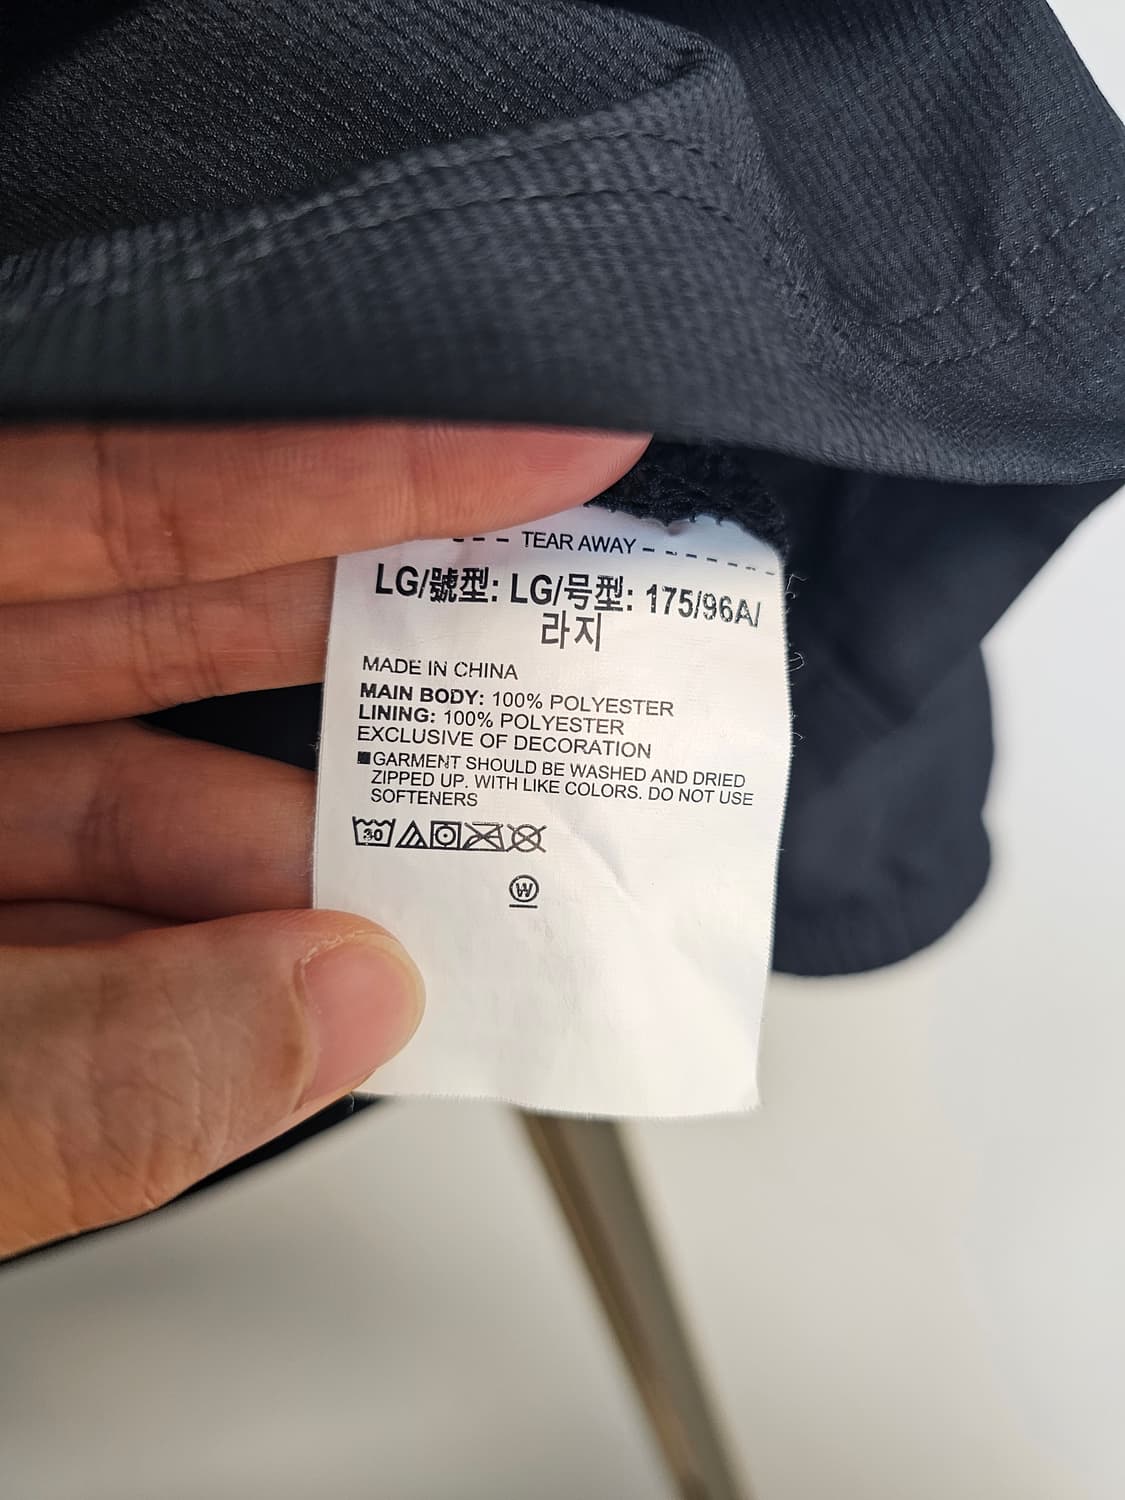 TEAR AWAY
LG/號型: LG/号型: 175/96A/
라지
MADE IN CHINA
MAIN BODY: 100% POLYESTER
LINING: 100% POLYESTER
EXCLUSIVE OF DECORATION
■GARMENT SHOULD BE WASHED AND DRIED
ZIPPED UP. WITH LIKE COLORS. DO NOT USE
SOFTENERS
30
W